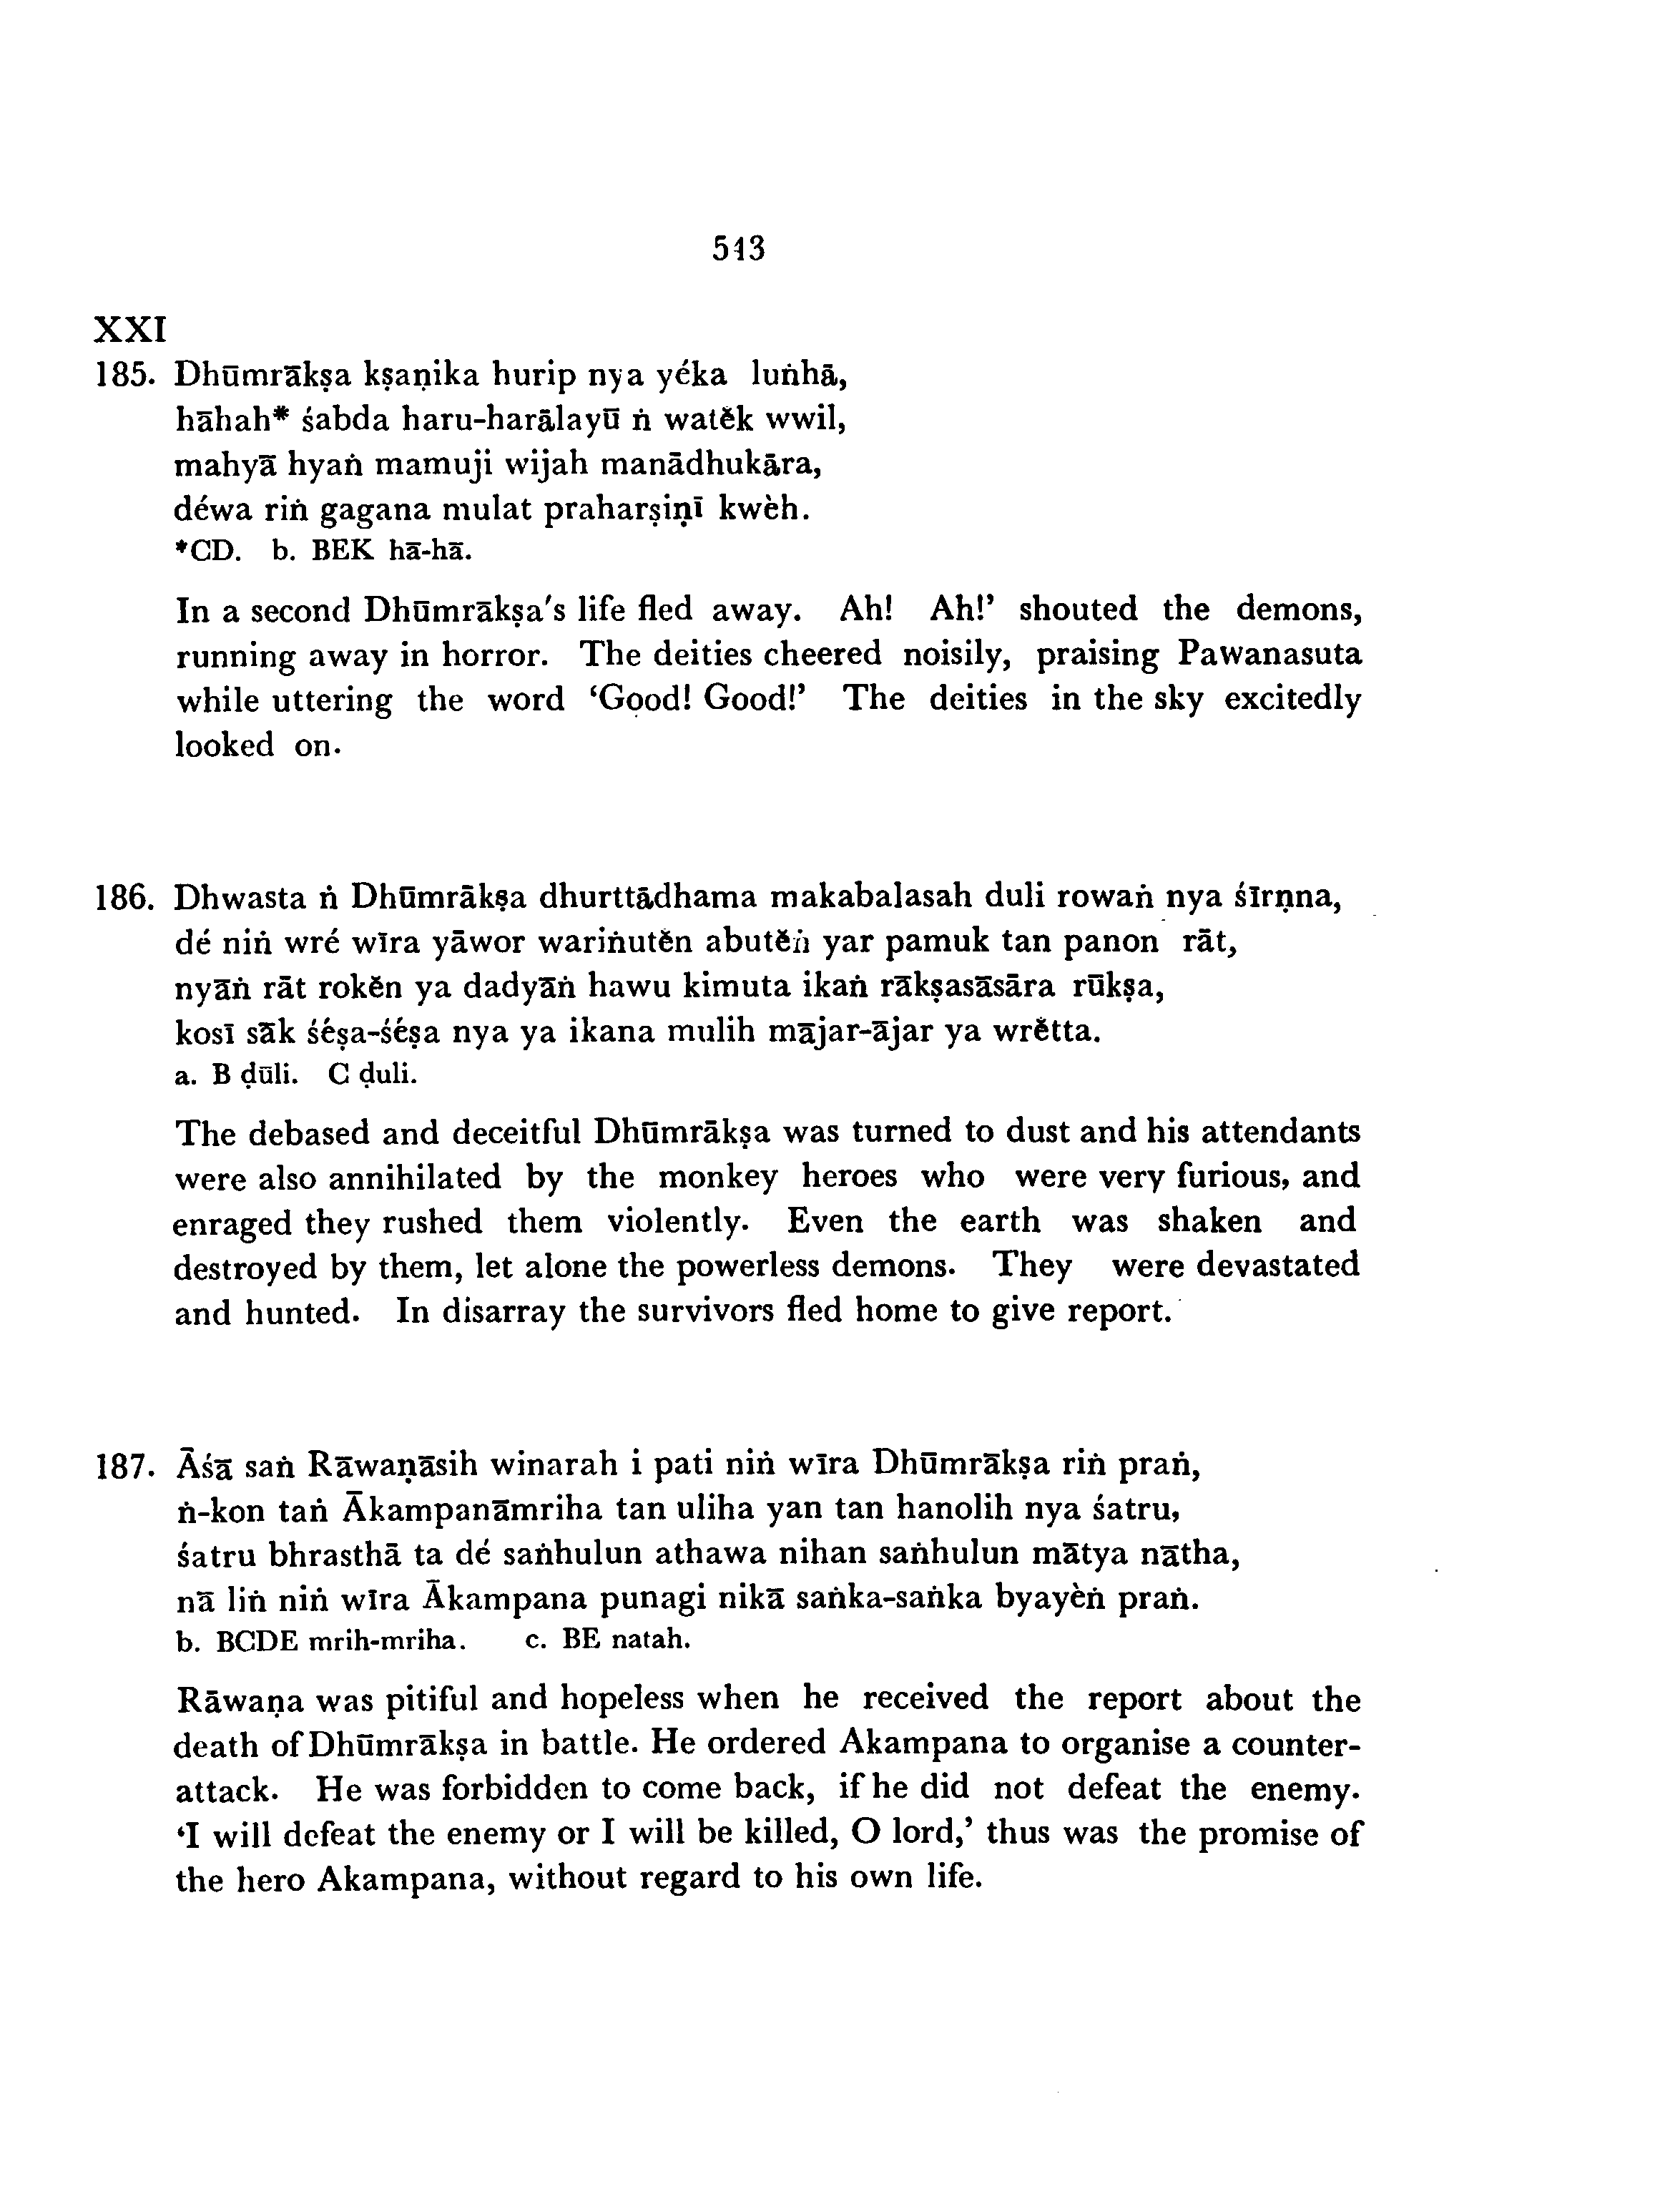 543
XXI
185. Dhūmrākṣa kṣaṇika hurip nya yéka luṅhā,
hāhah* śabda haru-harālayū ṅ watĕk wwil,
mahyā hyaṅ mamuji wijah manādhukāra,
déwa riṅ gagana mulat praharṣiṇī kwèh.
*CD. b. BEK hā-hā.
In a second Dhūmrākṣa's life fled away. Ah! Ah!’ shouted the demons,
running away in horror. The deities cheered noisily, praising Pawanasuta
while uttering the word ‘Good! Good!’ The deities in the sky excitedly
looked on.
186. Dhwasta ṅ Dhūmrākṣa dhurttādhama makabalasah duli rowaṅ nya śīrṇna,
dé niṅ wré wīra yāwor wariṅutĕn abutĕṅ yar pamuk tan panon rāt,
nyāṅ rāt rokĕn ya dadyāṅ hawu kimuta ikaṅ rākṣasāsāra rūkṣa,
kosī sāk śéṣa-śéṣa nya ya ikana mulih mājar-ājar ya wrĕtta.
a. B ḍūli. C ḍuli.
The debased and deceitful Dhūmrākṣa was turned to dust and his attendants
were also annihilated by the monkey heroes who were very furious, and
enraged they rushed them violently. Even the earth was shaken and
destroyed by them, let alone the powerless demons. They were devastated
and hunted. In disarray the survivors fled home to give report.
187. Āśā saṅ Rāwaṇāsih winarah i pati niṅ wīra Dhūmrākṣa riṅ praṅ,
ṅ-kon taṅ Ākampanāmriha tan uliha yan tan hanolih nya śatru,
śatru bhrasthā ta dé saṅhulun athawa nihan saṅhulun mātya nātha,
nā liṅ niṅ wīra Ākampana punagi nikā saṅka-saṅka byayèṅ praṅ.
b. BCDE mrih-mriha. c. BE natah.
Rāwaṇa was pitiful and hopeless when he received the report about the
death of Dhūmrākṣa in battle. He ordered Akampana to organise a counter-
attack. He was forbidden to come back, if he did not defeat the enemy.
‘I will defeat the enemy or I will be killed, O lord,’ thus was the promise of
the hero Akampana, without regard to his own life.